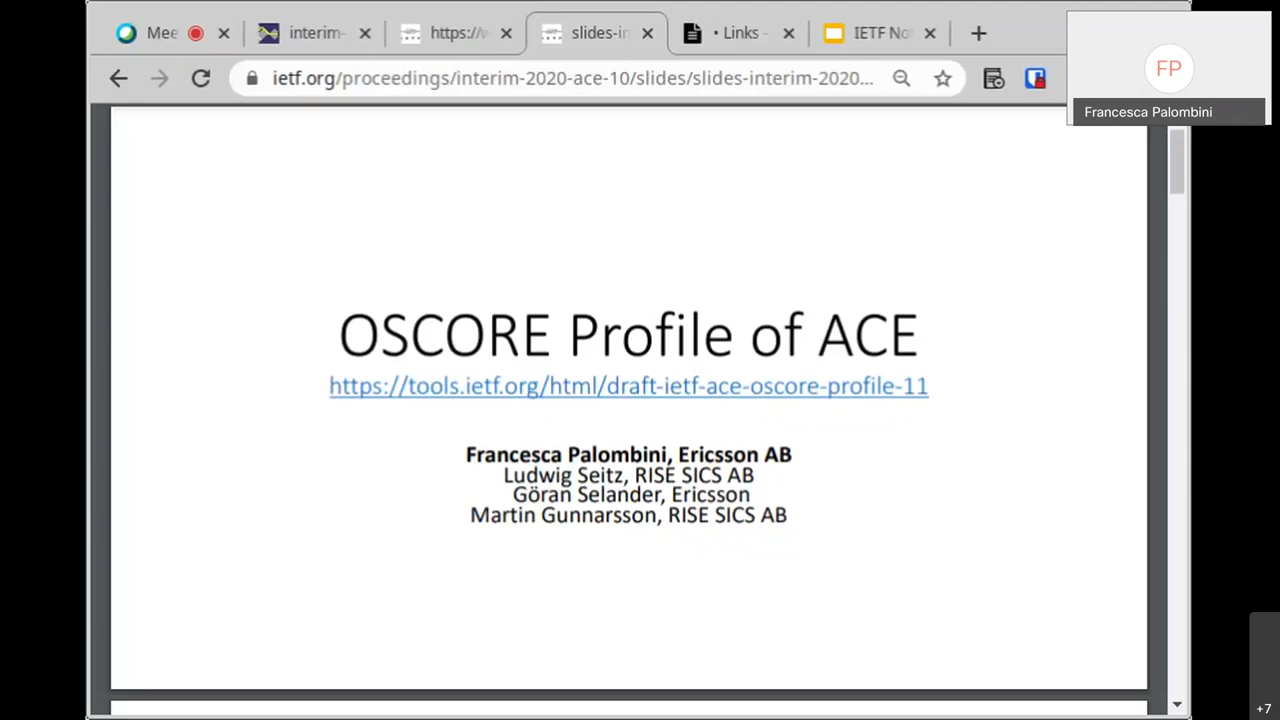 Mee
interim-
https://w
slides-in
• Links -
IETF No
ietf.org/proceedings/interim-2020-ace-10/slides/slides-interim-2020...
FP
Francesca Palombini
OSCORE Profile of ACE
https://tools.ietf.org/html/draft-ietf-ace-oscore-profile-11
Francesca Palombini, Ericsson AB
Ludwig Seitz, RISE SICS AB
Göran Selander, Ericsson
Martin Gunnarsson, RISE SICS AB
+7